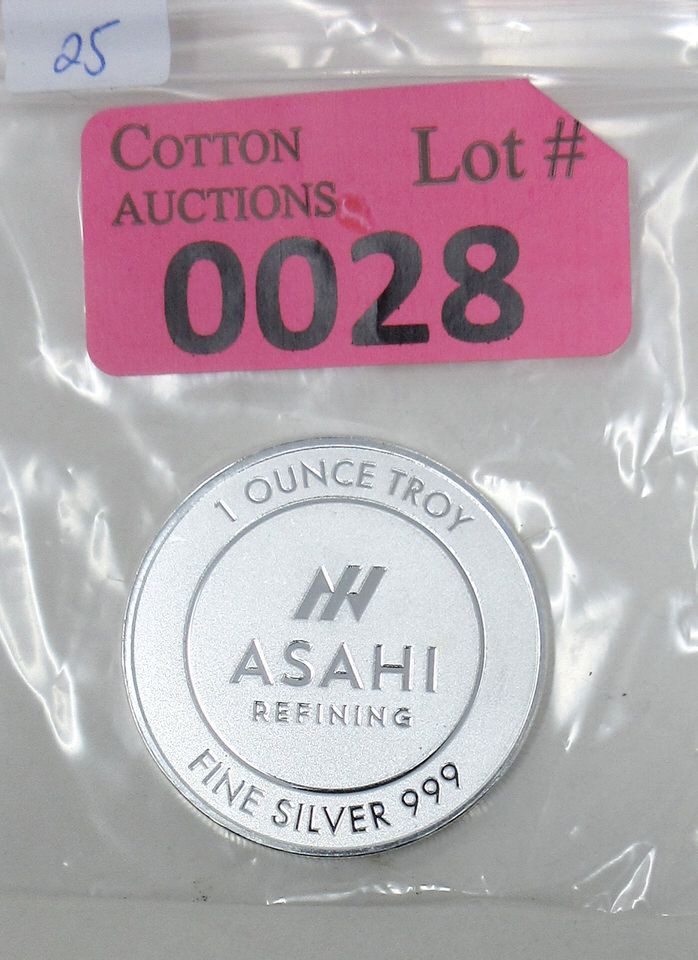 25
COTTON
AUCTIONS
Lot #
0028
1 OUNCE TROY
ASAHI
REFINING
FINE SILVER 999